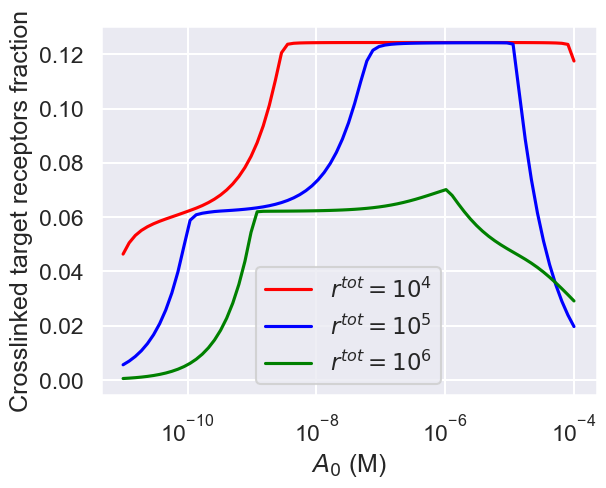 Crosslinked target receptors fraction
0.12
0.10
0.08
0.06
0.04
0.02
0.00
r^{tot} = 10^4
r^{tot} = 10^5
r^{tot} = 10^6
10^{-10} 10^{-8} 10^{-6} 10^{-4}
A_0 (M)